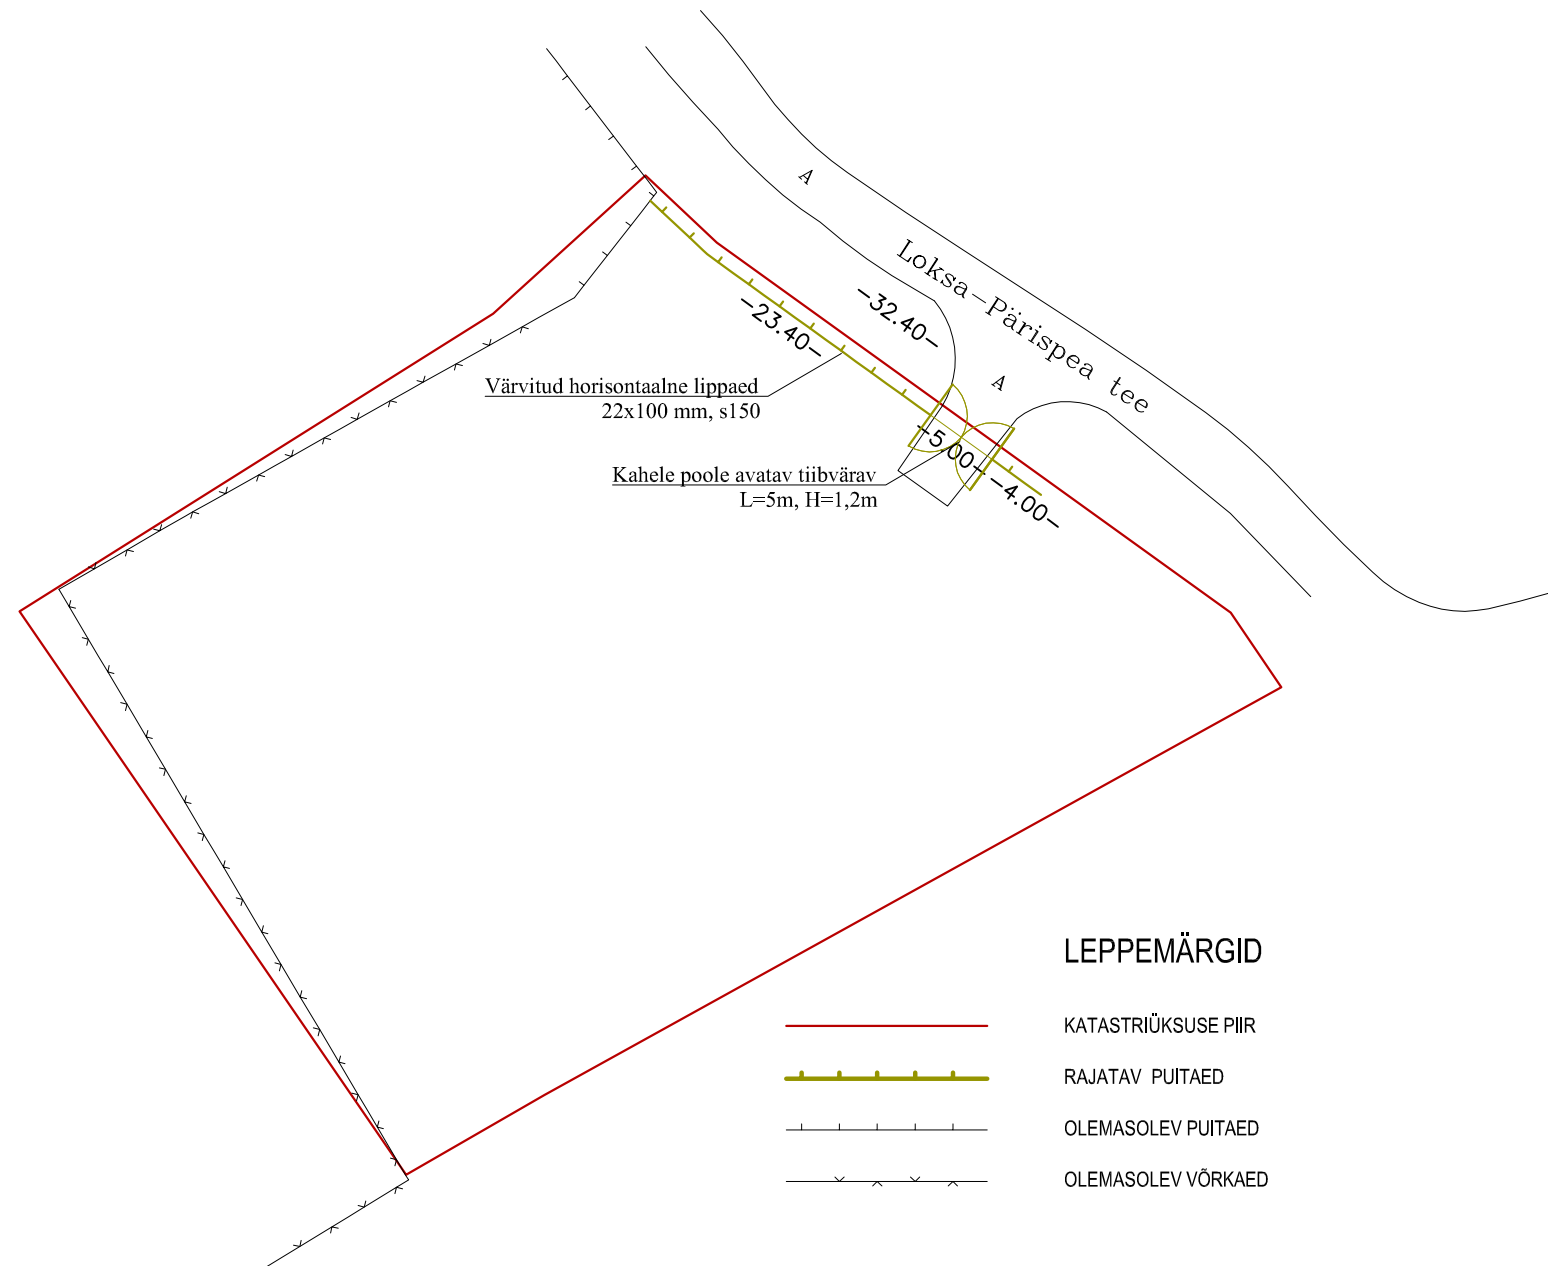 A
Loksa-Pärispea tee
-32.40-
-23.40-
Värvitud horisontaalne lippaed
22x100 mm, s150
A
-5.00-
-4.00-
Kahele poole avatav tiibvärav
L=5m, H=1,2m
LEPPEMÄRGID
KATASTRIÜKSUSE PIIR
RAJATAV PUITAED
OLEMASOLEV PUITAED
OLEMASOLEV VÕRKAED